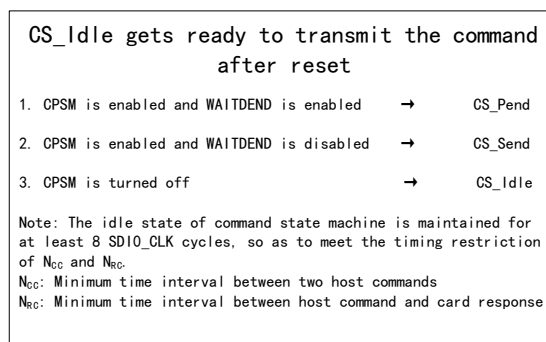 CS_Idle gets ready to transmit the command
after reset
1. CPSM is enabled and WAITDEND is enabled → CS_Pend
2. CPSM is enabled and WAITDEND is disabled → CS_Send
3. CPSM is turned off → CS_Idle
Note: The idle state of command state machine is maintained for
at least 8 SDIO_CLK cycles, so as to meet the timing restriction
of NCC and NRC.
NCC: Minimum time interval between two host commands
NRC: Minimum time interval between host command and card response